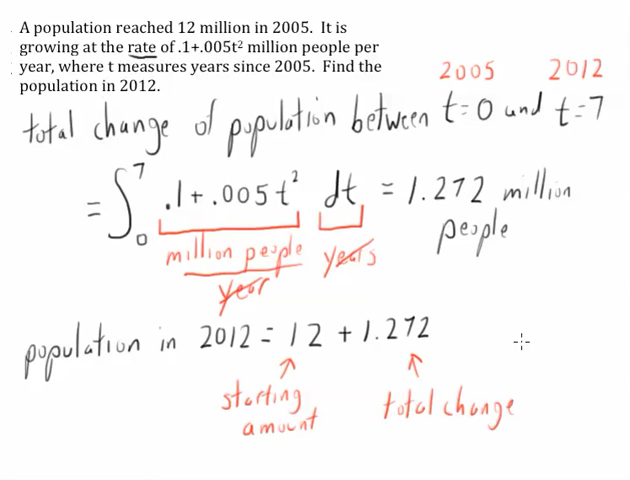 A population reached 12 million in 2005. It is
growing at the rate of .1+.005t² million people per
year, where t measures years since 2005. Find the
population in 2012.
2005 2012
total change of population between t=0 und t=7
= ∫₀⁷ .1+.005t² dt = 1.272 million
people
million people years
year
population in 2012 = 12 + 1.272
starting total change
amount